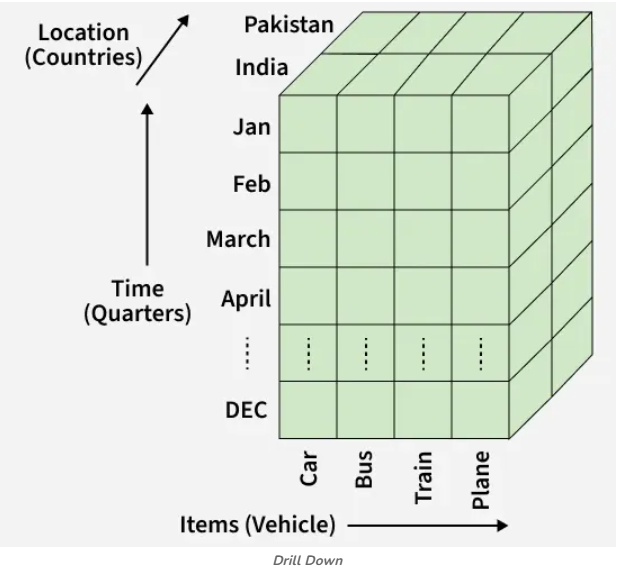 Location
(Countries)
Pakistan
India
Jan
Feb
March
April
DEC
Time
(Quarters)
Car
Bus
Train
Plane
Items (Vehicle)
Drill Down